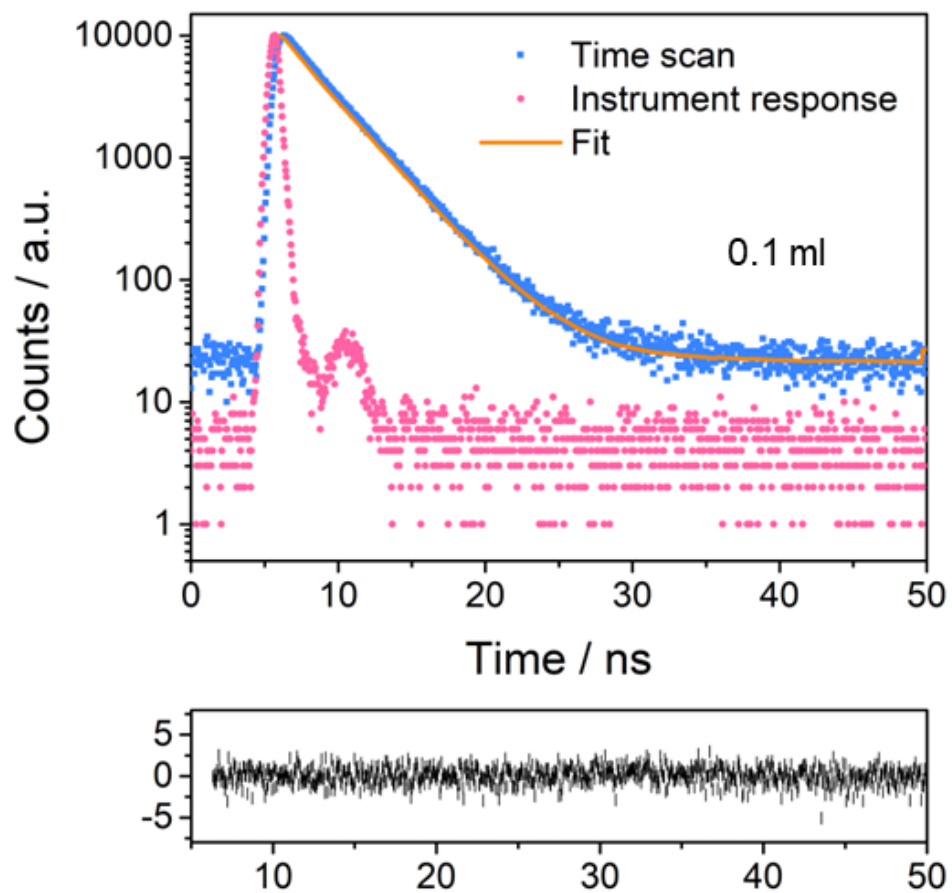 10000
1000
100
10
1
Counts / a.u.
Time scan
Instrument response
Fit
0.1 ml
0 10 20 30 40 50
Time / ns
5
0
-5
10 20 30 40 50